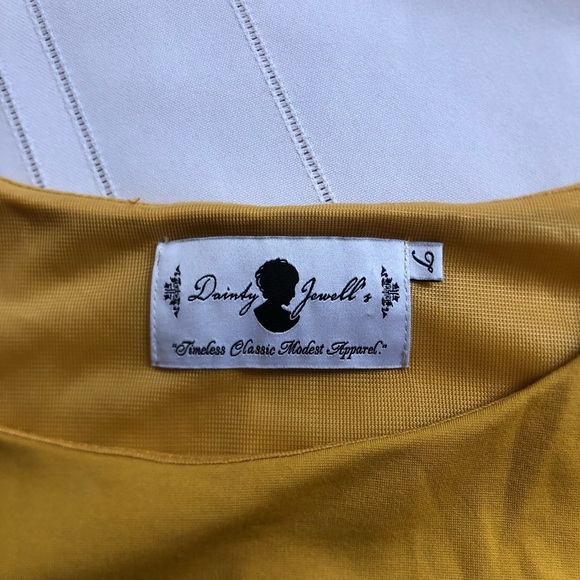 Dainty Jewell's
"Timeless Classic Modest Apparel."
L